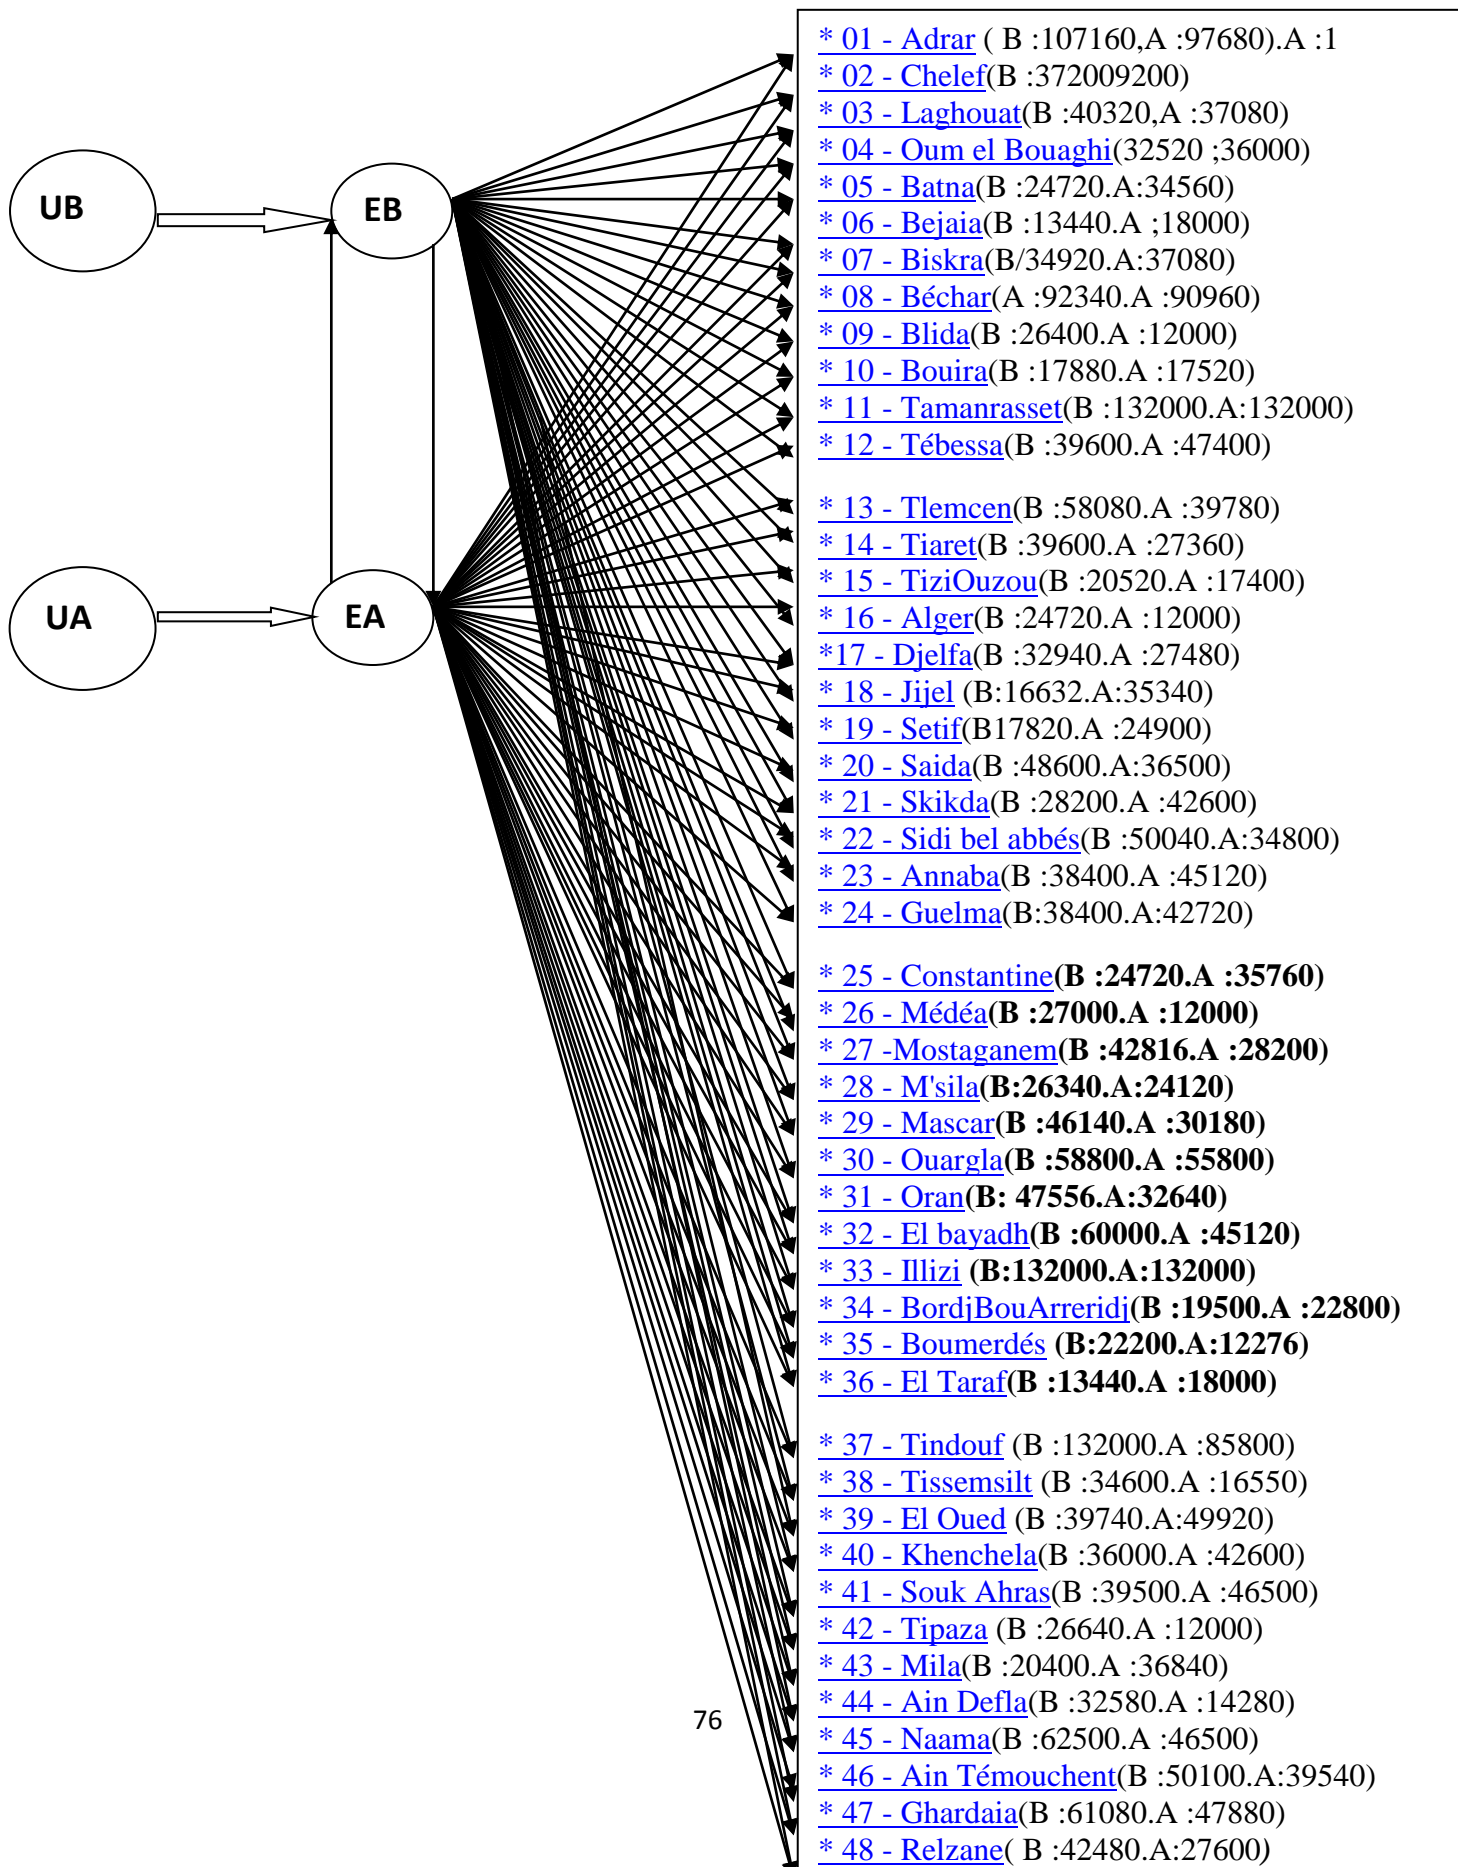 UB
EB
UA
EA
* 01 - Adrar ( B :107160,A :97680).A :1
* 02 - Chelef(B :372009200)
* 03 - Laghouat(B :40320,A :37080)
* 04 - Oum el Bouaghi(32520 ;36000)
* 05 - Batna(B :24720.A:34560)
* 06 - Bejaia(B :13440.A ;18000)
* 07 - Biskra(B/34920.A:37080)
* 08 - Béchar(A :92340.A :90960)
* 09 - Blida(B :26400.A :12000)
* 10 - Bouira(B :17880.A :17520)
* 11 - Tamanrasset(B :132000.A:132000)
* 12 - Tébessa(B :39600.A :47400)
* 13 - Tlemcen(B :58080.A :39780)
* 14 - Tiaret(B :39600.A :27360)
* 15 - TiziOuzou(B :20520.A :17400)
* 16 - Alger(B :24720.A :12000)
*17 - Djelfa(B :32940.A :27480)
* 18 - Jijel (B:16632.A:35340)
* 19 - Setif(B17820.A :24900)
* 20 - Saida(B :48600.A:36500)
* 21 - Skikda(B :28200.A :42600)
* 22 - Sidi bel abbés(B :50040.A:34800)
* 23 - Annaba(B :38400.A :45120)
* 24 - Guelma(B:38400.A:42720)
* 25 - Constantine(B :24720.A :35760)
* 26 - Médéa(B :27000.A :12000)
* 27 -Mostaganem(B :42816.A :28200)
* 28 - M'sila(B:26340.A:24120)
* 29 - Mascar(B :46140.A :30180)
* 30 - Ouargla(B :58800.A :55800)
* 31 - Oran(B: 47556.A:32640)
* 32 - El bayadh(B :60000.A :45120)
* 33 - Illizi (B:132000.A:132000)
* 34 - BordjBouArreridj(B :19500.A :22800)
* 35 - Boumerdés (B:22200.A:12276)
* 36 - El Taraf(B :13440.A :18000)
* 37 - Tindouf (B :132000.A :85800)
* 38 - Tissemsilt (B :34600.A :16550)
* 39 - El Oued (B :39740.A:49920)
* 40 - Khenchela(B :36000.A :42600)
* 41 - Souk Ahras(B :39500.A :46500)
* 42 - Tipaza (B :26640.A :12000)
* 43 - Mila(B :20400.A :36840)
* 44 - Ain Defla(B :32580.A :14280)
* 45 - Naama(B :62500.A :46500)
* 46 - Ain Témouchent(B :50100.A:39540)
* 47 - Ghardaia(B :61080.A :47880)
* 48 - Relzane( B :42480.A:27600)
76